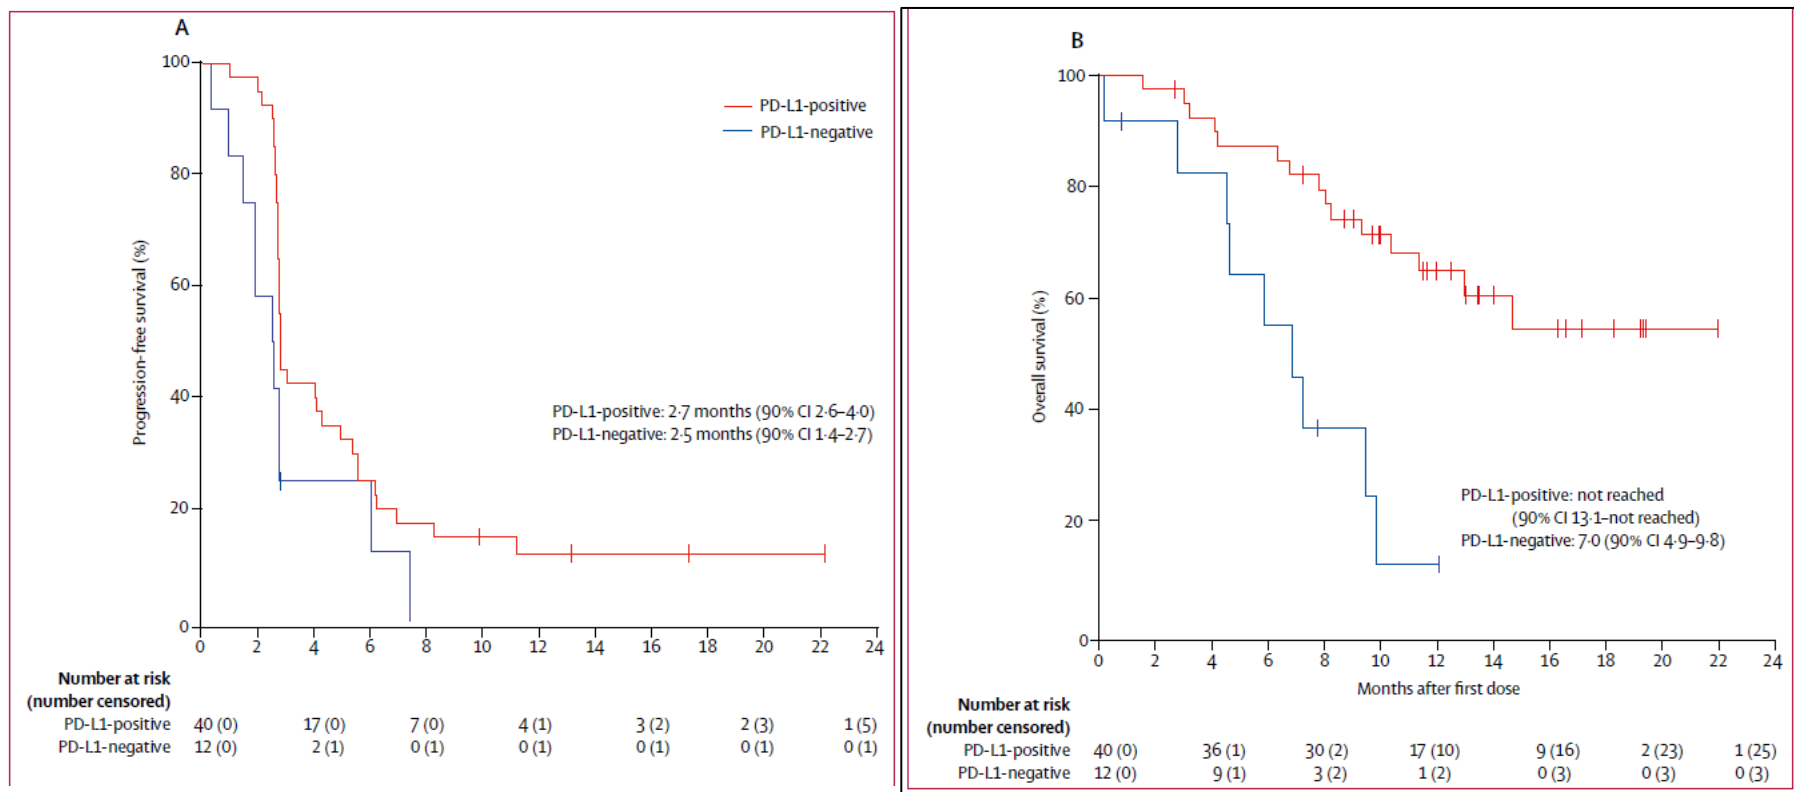 A
100
80
60
40
20
0
Progression-free survival (%)
PD-L1-positive
PD-L1-negative
PD-L1-positive: 2·7 months (90% CI 2·6–4·0)
PD-L1-negative: 2·5 months (90% CI 1·4–2·7)
0 2 4 6 8 10 12 14 16 18 20 22 24
Number at risk
(number censored)
PD-L1-positive 40 (0) 17 (0) 7 (0) 4 (1) 3 (2) 2 (3) 1 (5)
PD-L1-negative 12 (0) 2 (1) 0 (1) 0 (1) 0 (1) 0 (1) 0 (1)
B
100
80
60
40
20
0
Overall survival (%)
PD-L1-positive: not reached
(90% CI 13·1–not reached)
PD-L1-negative: 7·0 (90% CI 4·9–9·8)
0 2 4 6 8 10 12 14 16 18 20 22 24
Months after first dose
Number at risk
(number censored)
PD-L1-positive 40 (0) 36 (1) 30 (2) 17 (10) 9 (16) 2 (23) 1 (25)
PD-L1-negative 12 (0) 9 (1) 3 (2) 1 (2) 0 (3) 0 (3) 0 (3)